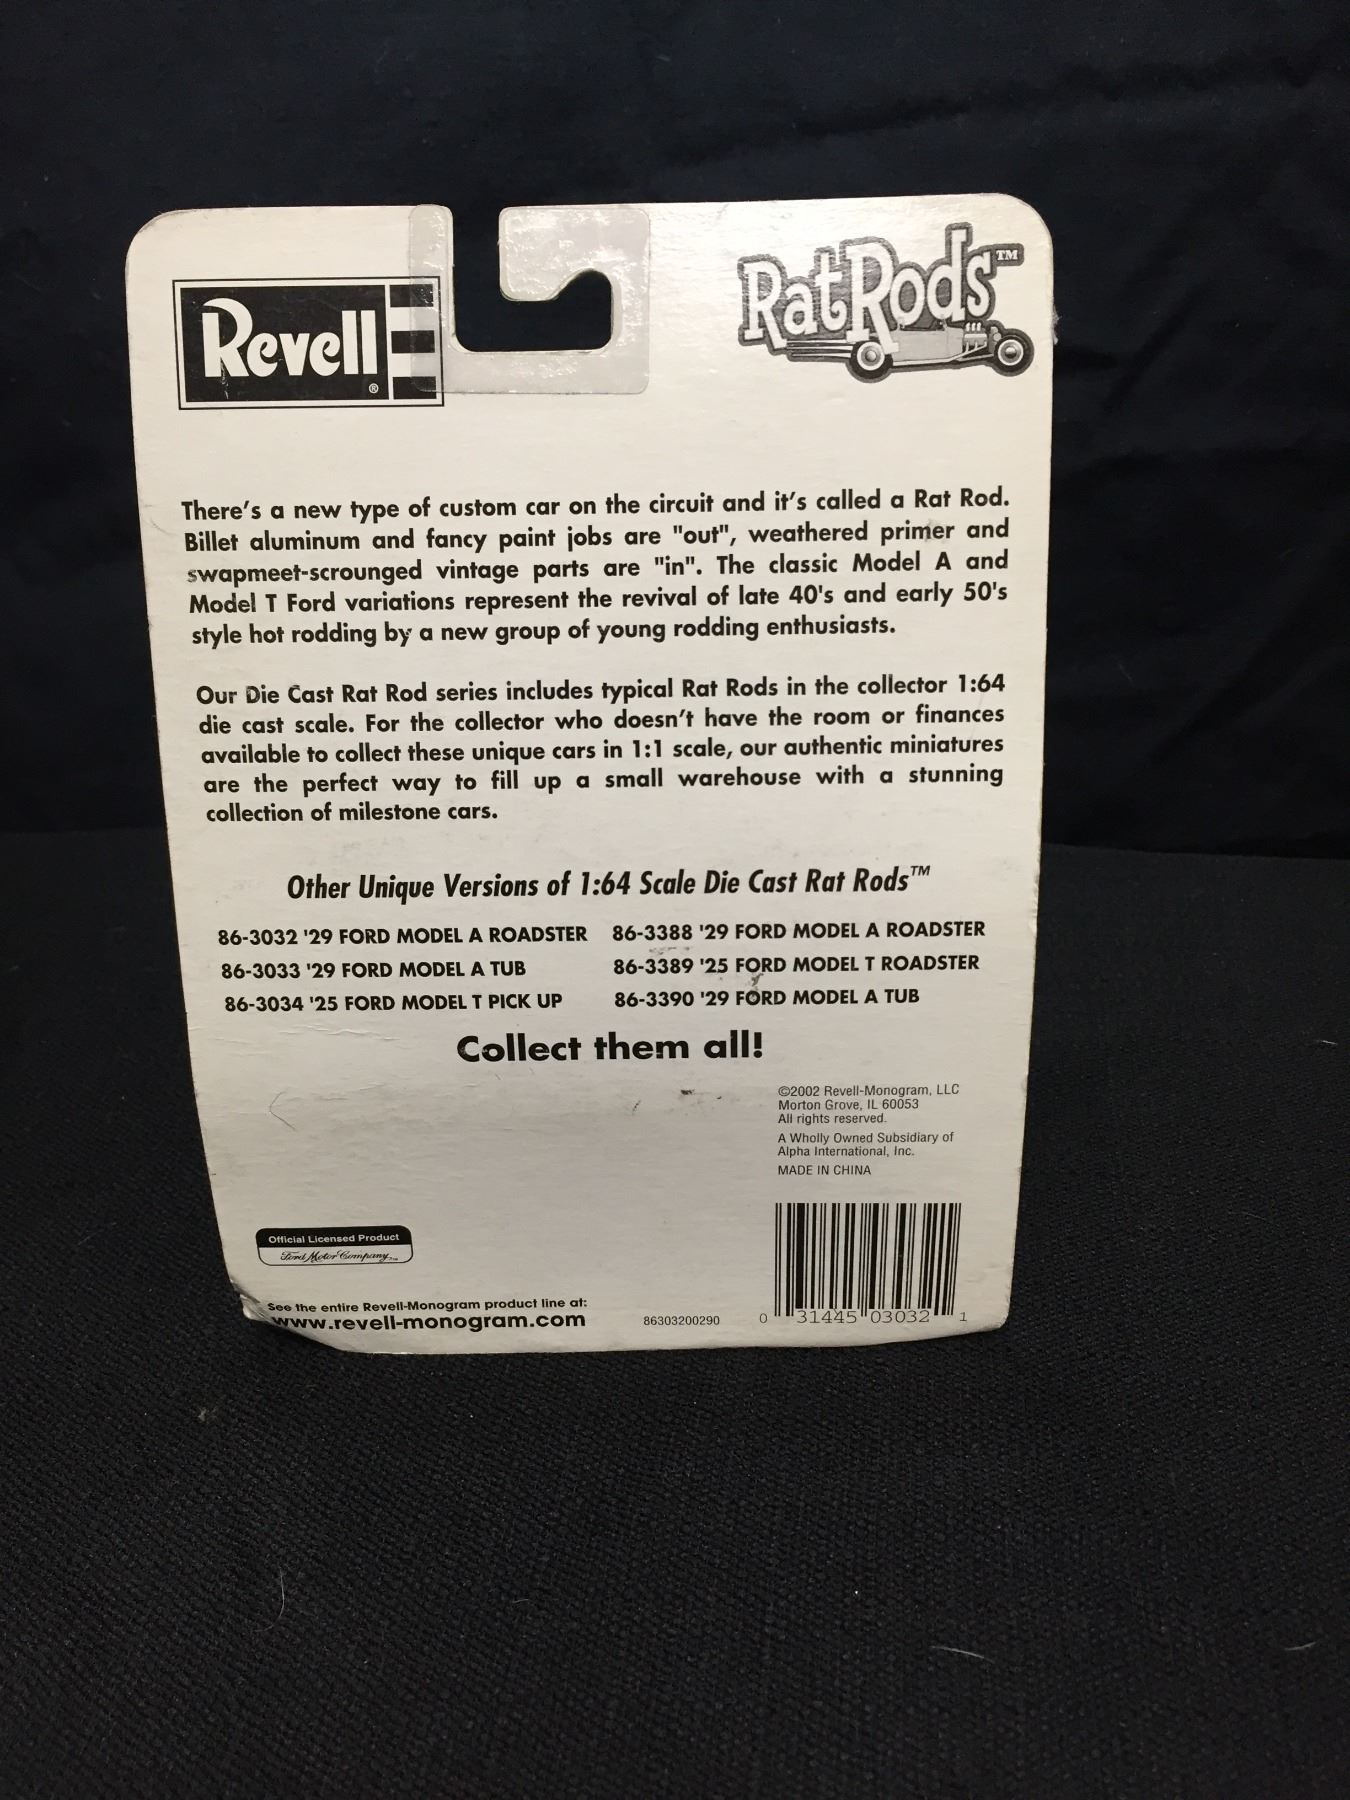 Revell®
RatRods™
There's a new type of custom car on the circuit and it's called a Rat Rod.
Billet aluminum and fancy paint jobs are "out", weathered primer and
swapmeet-scrounged vintage parts are "in". The classic Model A and
Model T Ford variations represent the revival of late 40's and early 50's
style hot rodding by a new group of young rodding enthusiasts.
Our Die Cast Rat Rod series includes typical Rat Rods in the collector 1:64
die cast scale. For the collector who doesn't have the room or finances
available to collect these unique cars in 1:1 scale, our authentic miniatures
are the perfect way to fill up a small warehouse with a stunning
collection of milestone cars.
Other Unique Versions of 1:64 Scale Die Cast Rat Rods™
86-3032 '29 FORD MODEL A ROADSTER
86-3033 '29 FORD MODEL A TUB
86-3034 '25 FORD MODEL T PICK UP
86-3388 '29 FORD MODEL A ROADSTER
86-3389 '25 FORD MODEL T ROADSTER
86-3390 '29 FORD MODEL A TUB
Collect them all!
©2002 Revell-Monogram, LLC
Morton Grove, IL 60053
All rights reserved.
A Wholly Owned Subsidiary of
Alpha International, Inc.
MADE IN CHINA
Official Licensed Product
Ford Motor Company
See the entire Revell-Monogram product line at:
www.revell-monogram.com
86303200290
0 31445 03032 1